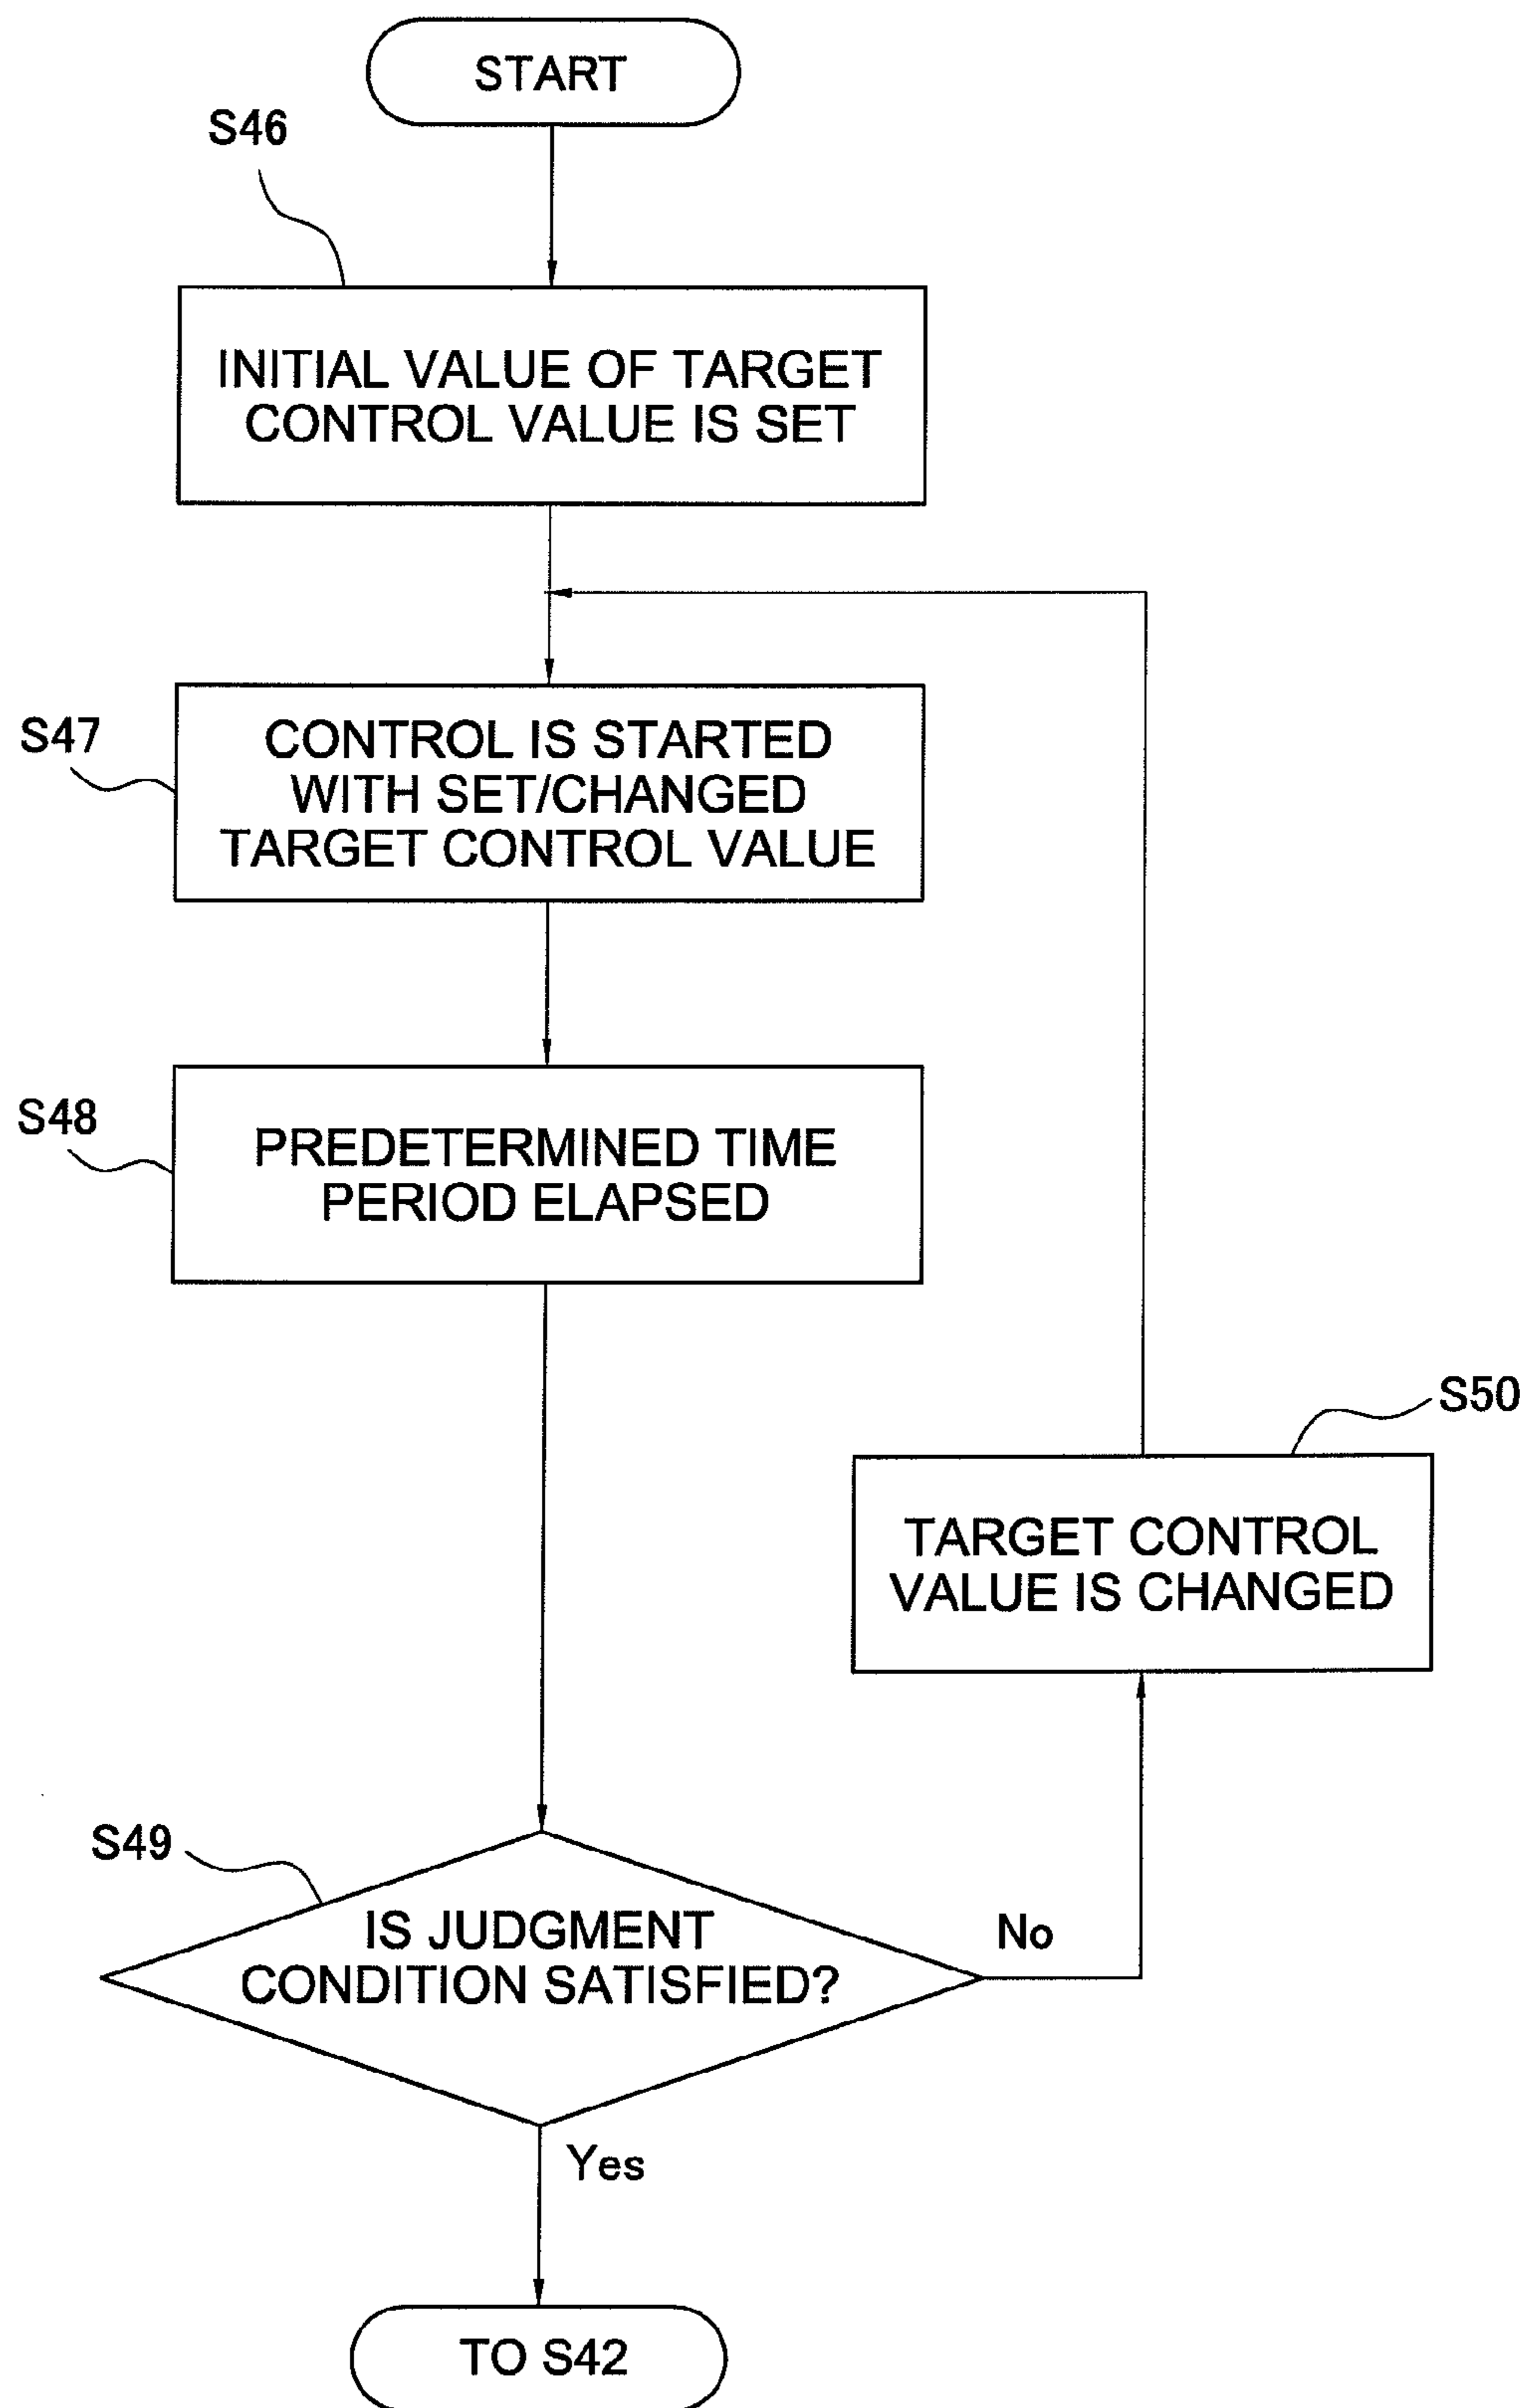 START
S46
INITIAL VALUE OF TARGET
CONTROL VALUE IS SET
S47
CONTROL IS STARTED
WITH SET/CHANGED
TARGET CONTROL VALUE
S48
PREDETERMINED TIME
PERIOD ELAPSED
S50
TARGET CONTROL
VALUE IS CHANGED
S49
IS JUDGMENT
CONDITION SATISFIED?
No
Yes
TO S42